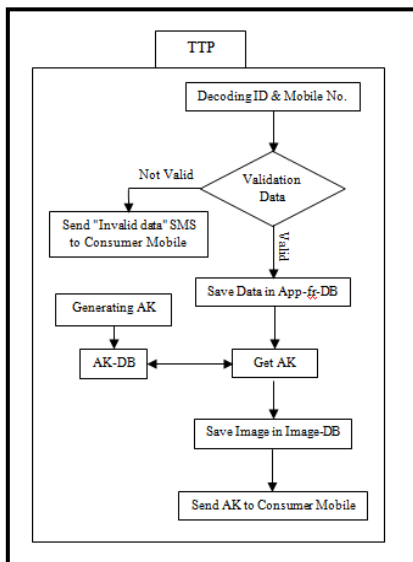 TTP
Decoding ID & Mobile No.
Not Valid
Validation
Data
Send "Invalid data" SMS
to Consumer Mobile
Valid
Save Data in App-fr-DB
Generating AK
AK-DB
Get AK
Save Image in Image-DB
Send AK to Consumer Mobile